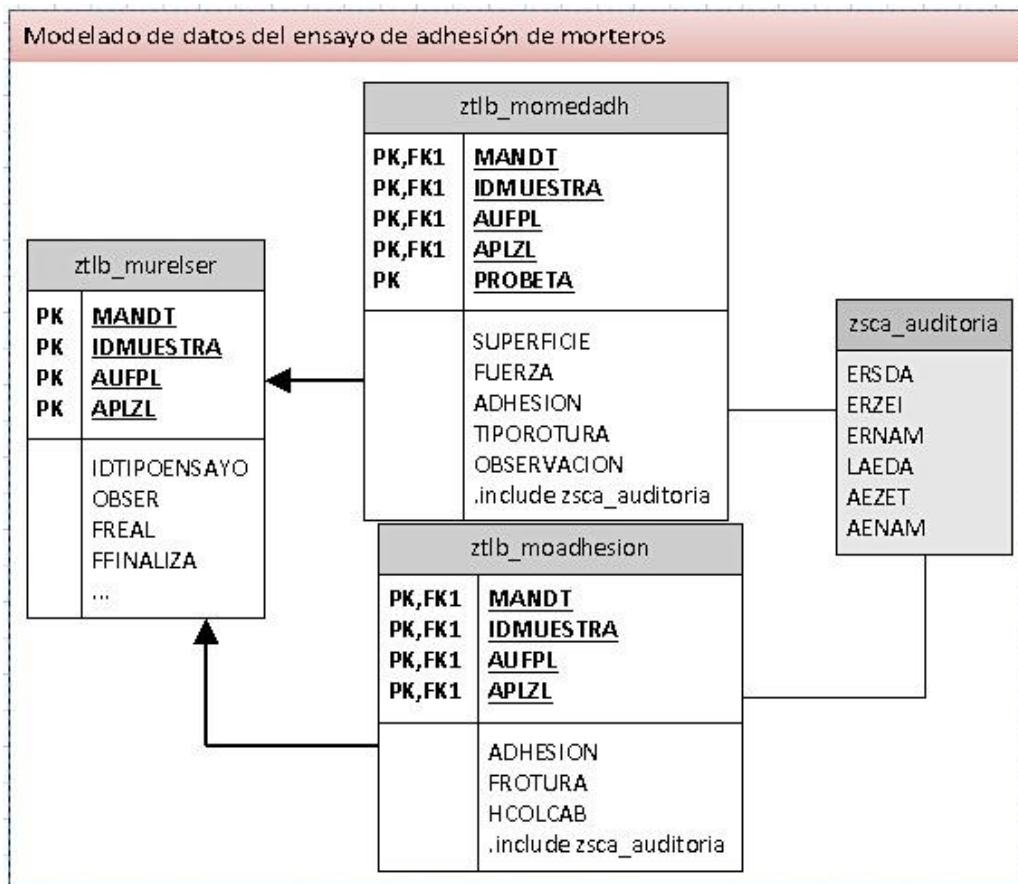 Modelado de datos del ensayo de adhesión de morteros
ztlb_momedadh
PK,FK1 MANDT
PK,FK1 IDMUESTRA
PK,FK1 AUFPL
PK,FK1 APLZL
PK PROBETA
SUPERFICIE
FUERZA
ADHESION
TIPOROTURA
OBSERVACION
.include zsca_auditoria
ztlb_murelser
PK MANDT
PK IDMUESTRA
PK AUFPL
PK APLZL
IDTIPOENSAYO
OBSER
FREAL
FFINALIZA
...
zsca_auditoria
ERSDA
ERZEI
ERNAM
LAEDA
AEZET
AENAM
ztlb_moadhesion
PK,FK1 MANDT
PK,FK1 IDMUESTRA
PK,FK1 AUFPL
PK,FK1 APLZL
ADHESION
FROTURA
HCOLCAB
.include zsca_auditoria